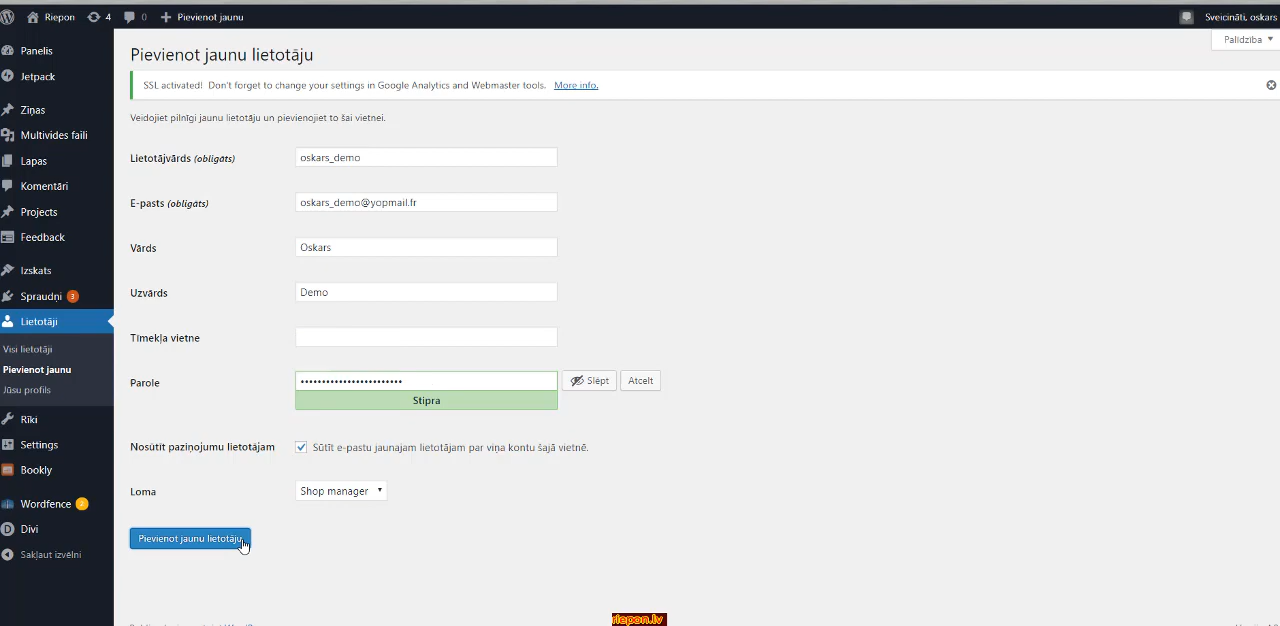 Riepon 4 0 Pievienot jaunu Sveicināti, oskars
Palīdzība
Panelis
Jetpack
Ziņas
Multivides faili
Lapas
Komentāri
Projects
Feedback
Izskats
Spraudņi 3
Lietotāji
Visi lietotāji
Pievienot jaunu
Jūsu profils
Rīki
Settings
Bookly
Wordfence 2
Divi
Sakļaut izvēlni
Pievienot jaunu lietotāju
SSL activated! Don't forget to change your settings in Google Analytics and Webmaster tools. More info.
Veidojiet pilnīgi jaunu lietotāju un pievienojiet to šai vietnei.
Lietotājvārds (obligāts) oskars_demo
E-pasts (obligāts) oskars_demo@yopmail.fr
Vārds Oskars
Uzvārds Demo
Tīmekļa vietne
Parole •••••••••••••••••••••••• Slēpt Atcelt
Stipra
Nosūtīt paziņojumu lietotājam Sūtīt e-pastu jaunajam lietotājam par viņa kontu šajā vietnē.
Loma Shop manager
Pievienot jaunu lietotāju
riepon.lv